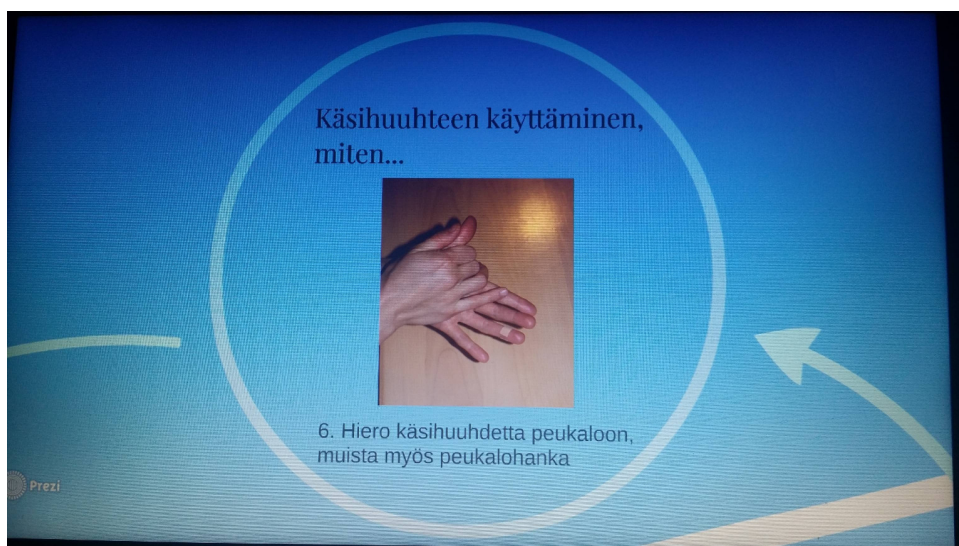 Käsihuuhteen käyttäminen,
miten...
6. Hiero käsihuuhdetta peukaloon,
muista myös peukalohanka
Prezi